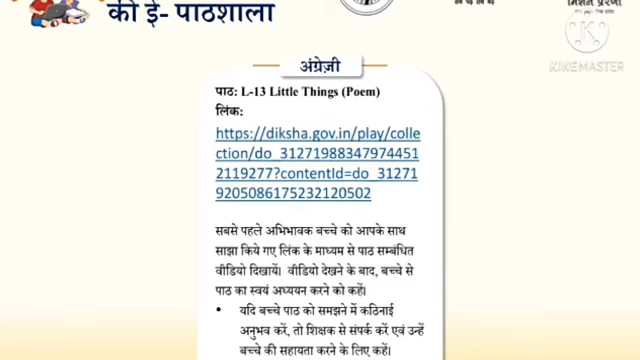 की ई- पाठशाला
KINEMASTER
अंग्रेज़ी
पाठ: L-13 Little Things (Poem)
लिंक:
https://diksha.gov.in/play/colle
ction/do_31271988347974451
2119277?contentId=do_31271
92050861752321205​02
सबसे पहले अभिभावक बच्चे को आपके साथ
साझा किये गए लिंक के माध्यम से पाठ सम्बंधित
वीडियो दिखायें। वीडियो देखने के बाद, बच्चे से
पाठ का स्वयं अध्ययन करने को कहें।
• यदि बच्चे पाठ को समझने में कठिनाई
अनुभव करें, तो शिक्षक से संपर्क करें एवं उन्हें
बच्चे की सहायता करने के लिए कहें।